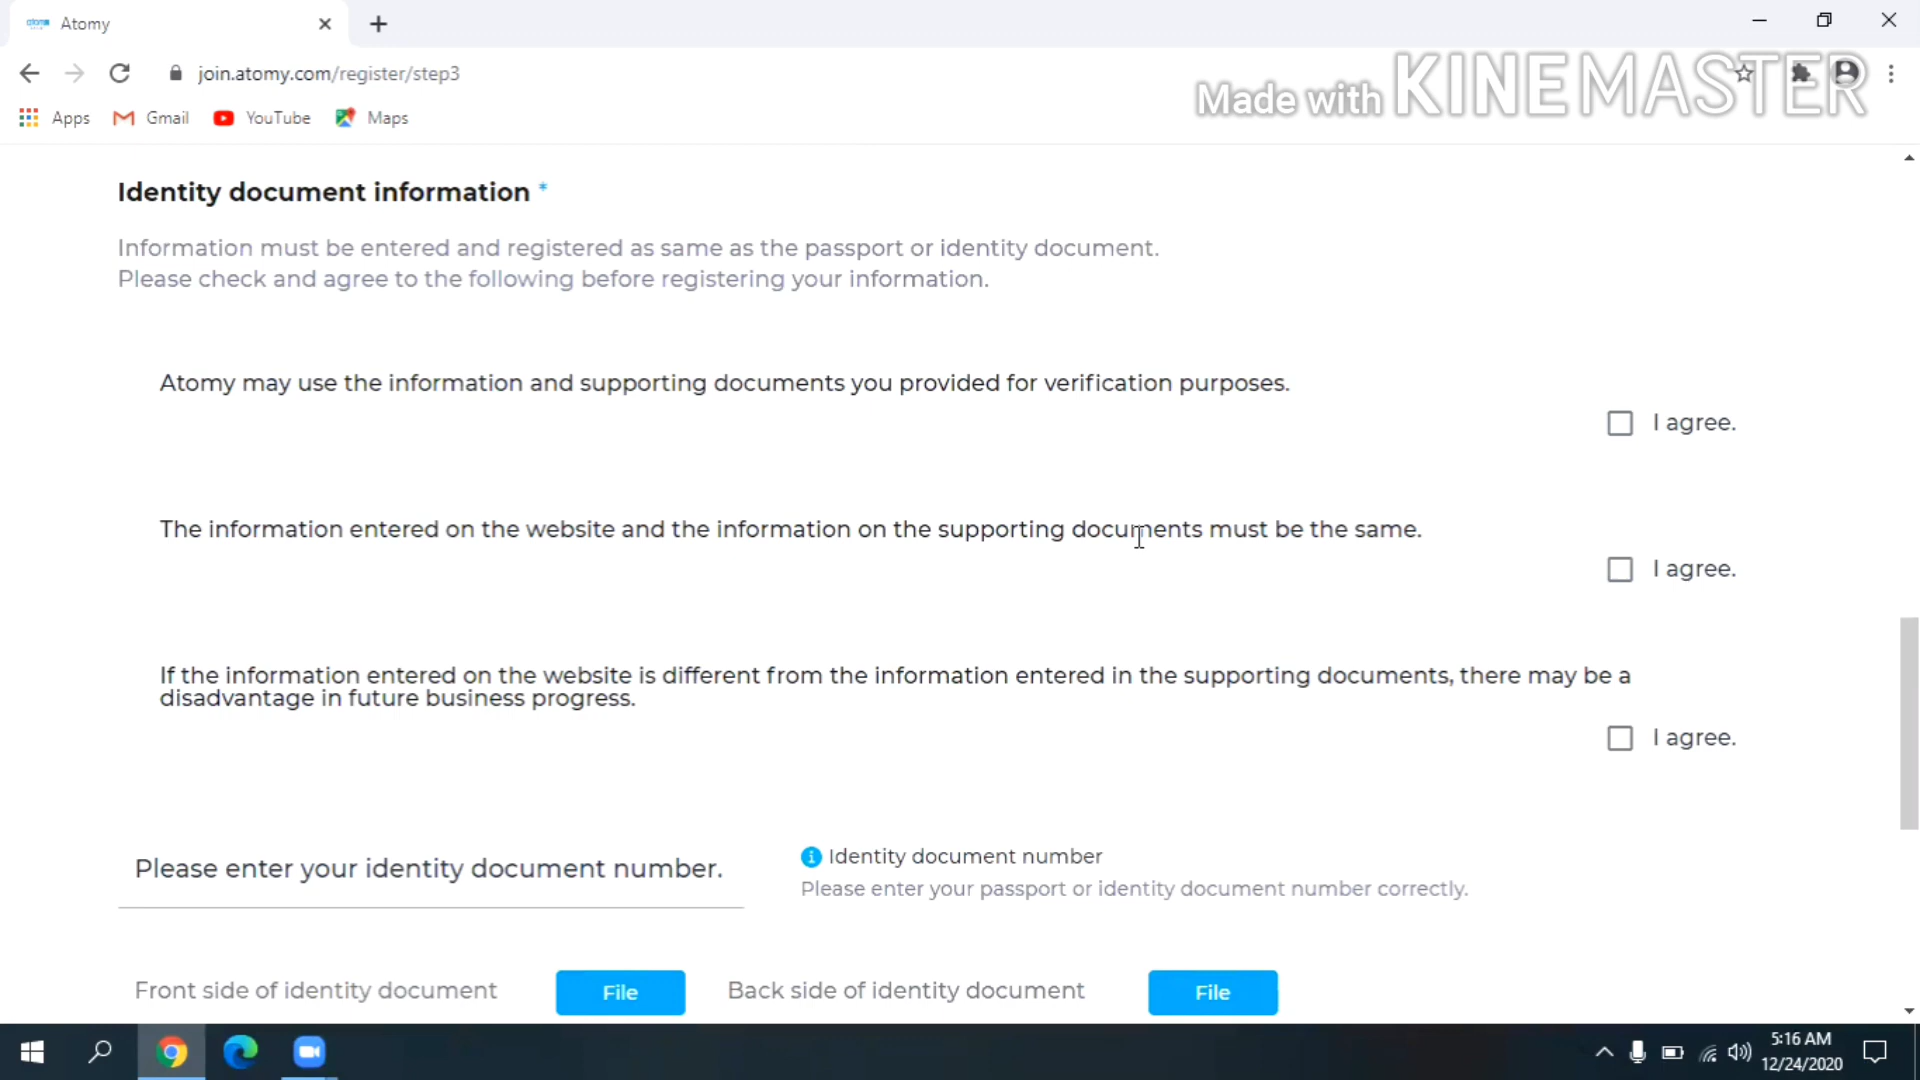 Atomy
join.atomy.com/register/step3
Made with KINEMASTER
Apps Gmail YouTube Maps
Identity document information *
Information must be entered and registered as same as the passport or identity document.
Please check and agree to the following before registering your information.
Atomy may use the information and supporting documents you provided for verification purposes.
I agree.
The information entered on the website and the information on the supporting documents must be the same.
I agree.
If the information entered on the website is different from the information entered in the supporting documents, there may be a
disadvantage in future business progress.
I agree.
Please enter your identity document number.
Identity document number
Please enter your passport or identity document number correctly.
Front side of identity document File Back side of identity document File
5:16 AM
12/24/2020